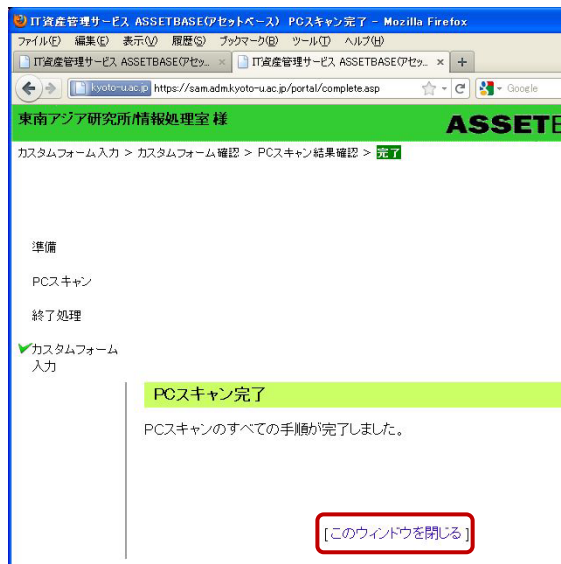 IT資産管理サービス ASSETBASE(アセットベース) PCスキャン完了 - Mozilla Firefox
ファイル(F) 編集(E) 表示(V) 履歴(S) ブックマーク(B) ツール(T) ヘルプ(H)
IT資産管理サービス ASSETBASE(アセッ... × IT資産管理サービス ASSETBASE(アセッ... × +
kyoto-u.ac.jp https://sam.adm.kyoto-u.ac.jp/portal/complete.asp Google
東南アジア研究所/情報処理室 様 ASSET
カスタムフォーム入力 > カスタムフォーム確認 > PCスキャン結果確認 > 完了
準備
PCスキャン
終了処理
カスタムフォーム
入力
PCスキャン完了
PCスキャンのすべての手順が完了しました。
[このウィンドウを閉じる]